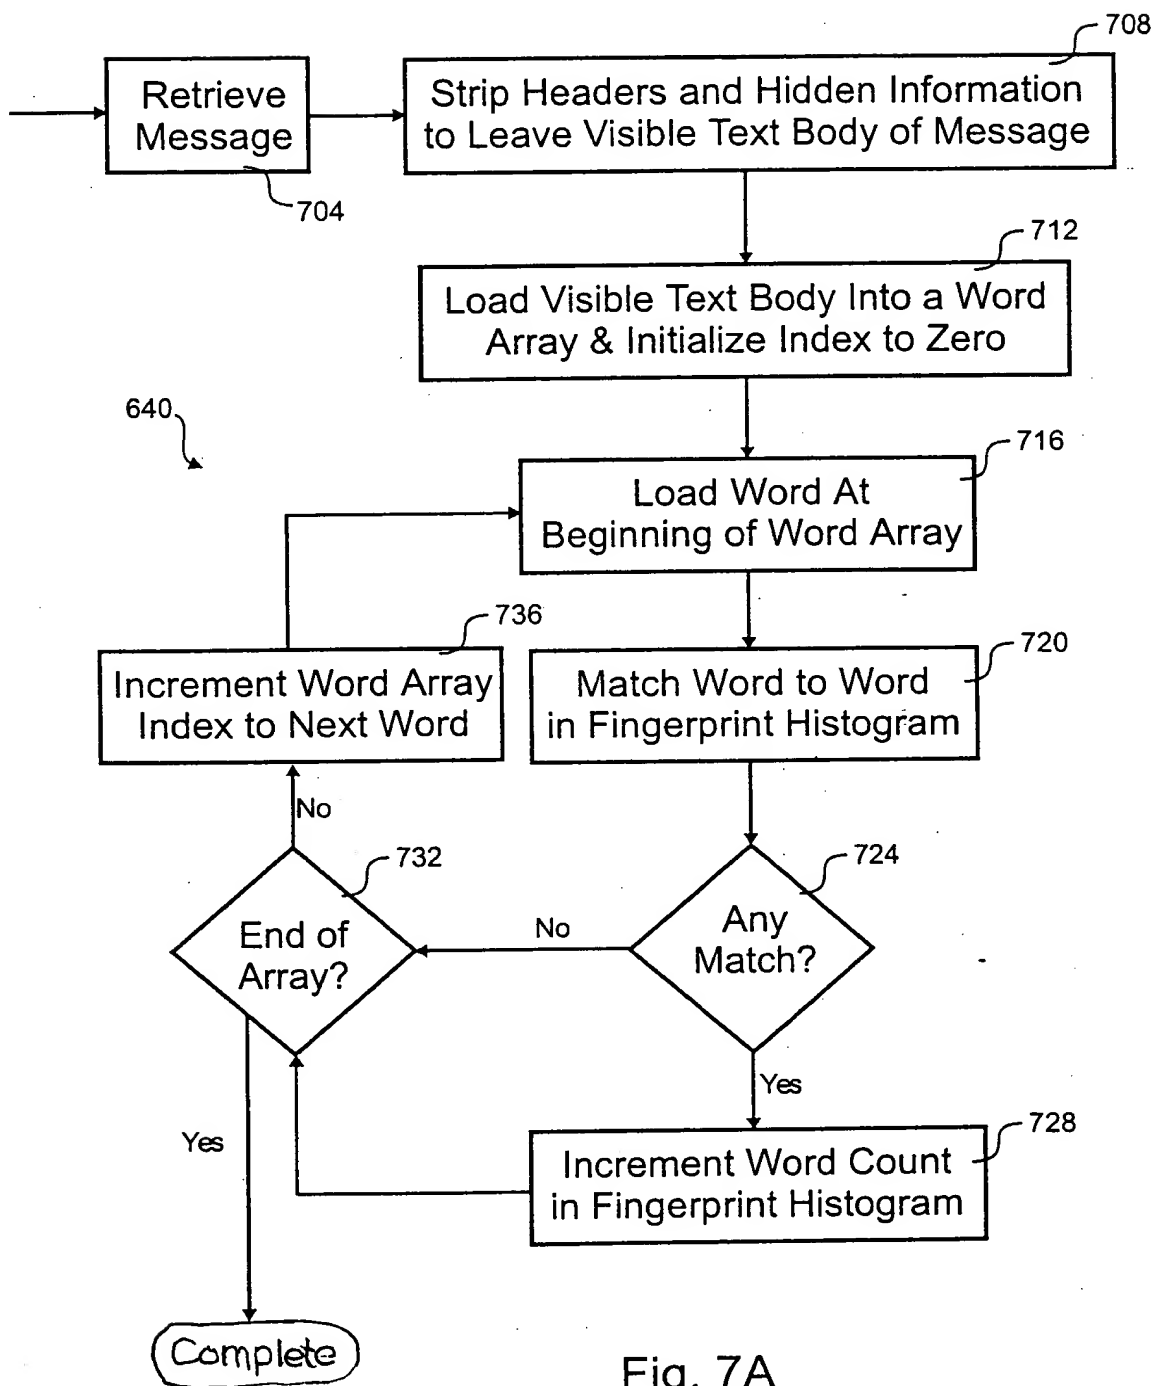 708
Retrieve
Message
704
Strip Headers and Hidden Information
to Leave Visible Text Body of Message
712
Load Visible Text Body Into a Word
Array & Initialize Index to Zero
640
716
Load Word At
Beginning of Word Array
736
Increment Word Array
Index to Next Word
720
Match Word to Word
in Fingerprint Histogram
No
732
End of
Array?
No
724
Any
Match?
Yes
Yes
728
Increment Word Count
in Fingerprint Histogram
Complete
Fig. 7A